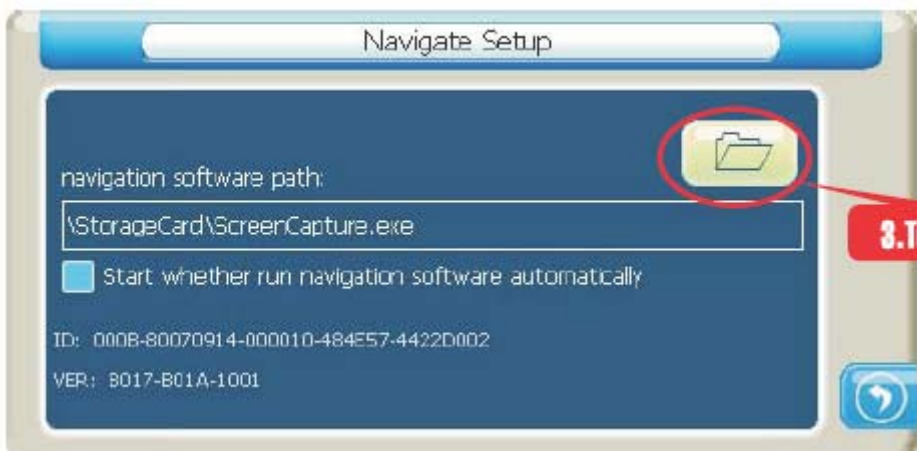 Navigate Setup
navigation software path:
\StorageCard\ScreenCapture.exe
3.T
Start whether run navigation software automatically
ID: 000B-80070914-000010-484E57-4422D002
VER: B017-B01A-1001